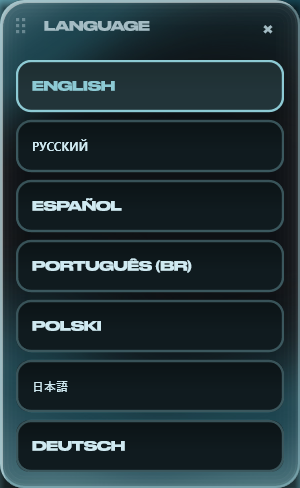 LANGUAGE
ENGLISH
РУССКИЙ
ESPAÑOL
PORTUGUÊS (BR)
POLSKI
日本語
DEUTSCH